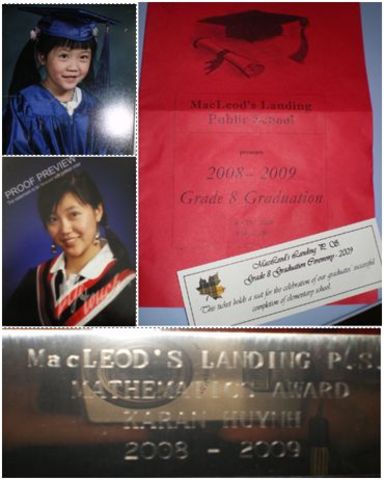 MacLeod's Landing
Public School
presents
2008 - 2009
Grade 8 Graduation
PROOF PREVIEW
MacLeod's Landing P. S.
Grade 8 Graduation Ceremony - 2009
This ticket holds a seat for the celebration of our graduates' successful
completion of elementary school.
MacLEOD'S LANDING P.S.
MATHEMATICS AWARD
KARAN HUYNH
2008 - 2009